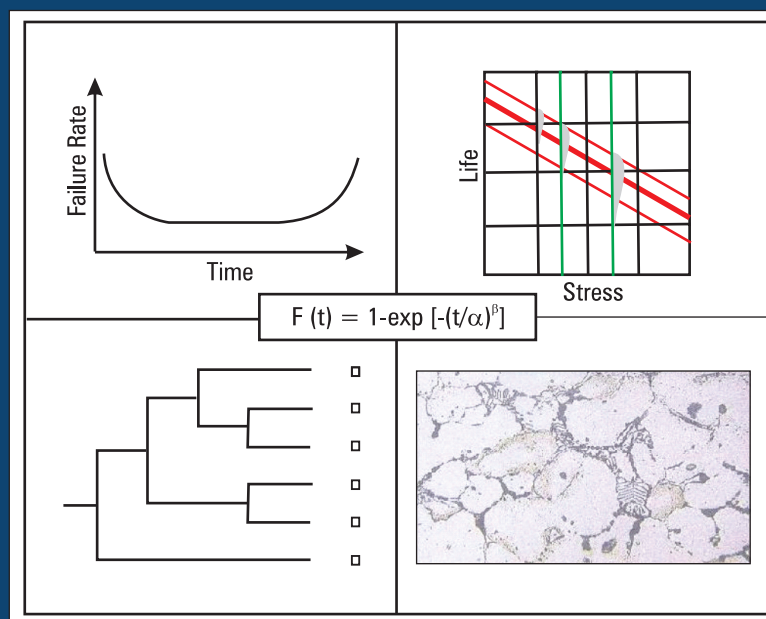 Failure Rate
Time
Life
Stress
F (t) = 1-exp [-(t/α)^β]